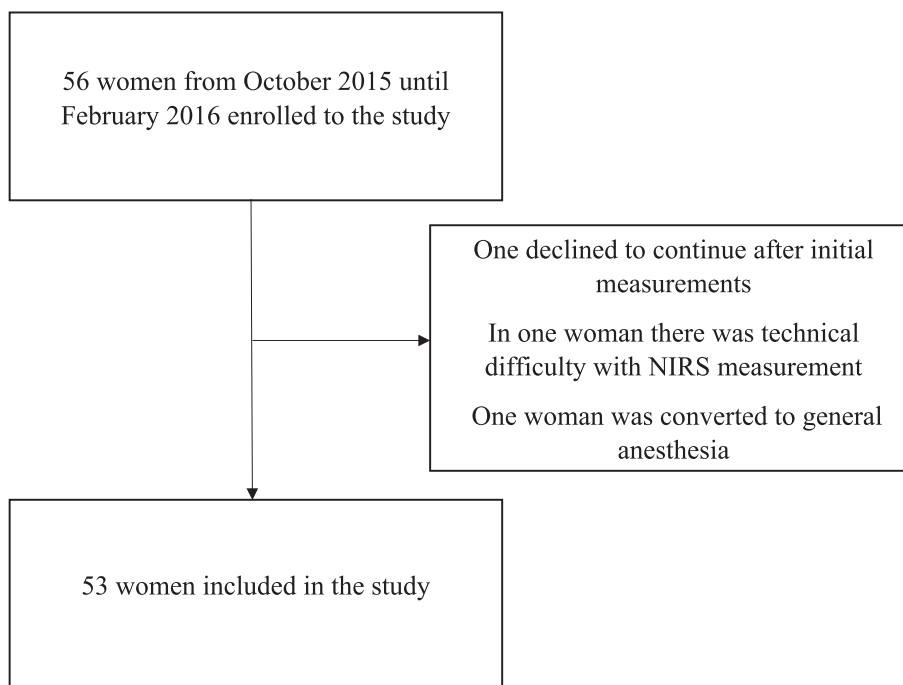 56 women from October 2015 until
February 2016 enrolled to the study
One declined to continue after initial
measurements
In one woman there was technical
difficulty with NIRS measurement
One woman was converted to general
anesthesia
53 women included in the study